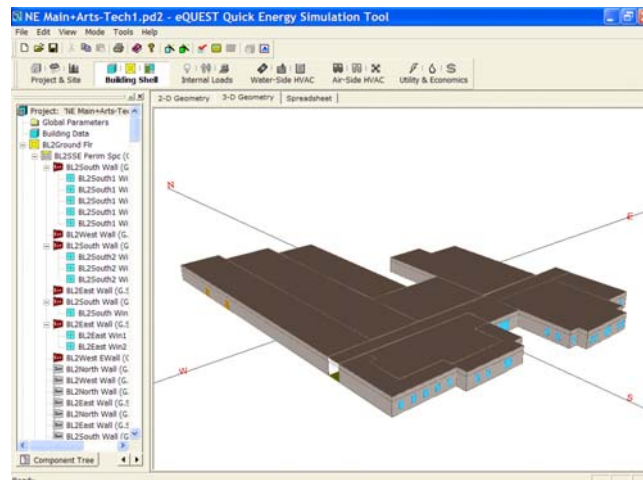 NE Main+Arts-Tech1.pd2 - eQUEST Quick Energy Simulation Tool
File Edit View Mode Tools Help
Project & Site Building Shell Internal Loads Water-Side HVAC Air-Side HVAC Utility & Economics
2-D Geometry 3-D Geometry Spreadsheet
Project: 'NE Main+Arts-Te
Global Parameters
Building Data
BL2Ground Flr
BL2SSE Perim Spc (
BL2South Wall (G.
BL2South1 Wi
BL2South1 Wi
BL2South1 Wi
BL2South1 Wi
BL2West Wall (G.
BL2South Wall (G.
BL2South2 Wi
BL2South2 Wi
BL2South2 Wi
BL2East Wall (G.S
BL2South Wall (G.
BL2South Win
BL2East Wall (G.S
BL2East Win1
BL2East Win2
BL2West EWall (G
BL2North Wall (G.
BL2West Wall (G.
BL2North Wall (G.
BL2East Wall (G.S
BL2North Wall (G.
BL2East Wall (G.S
BL2South Wall (G
Component Tree
N
E
W
S